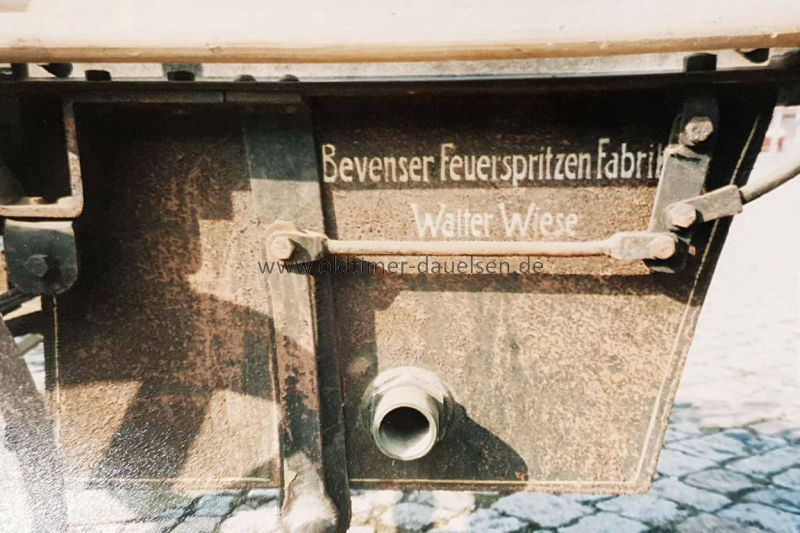 Bevenser Feuerspritzen Fabrik
Walter Wiese
www.oldtimer-dauelsen.de